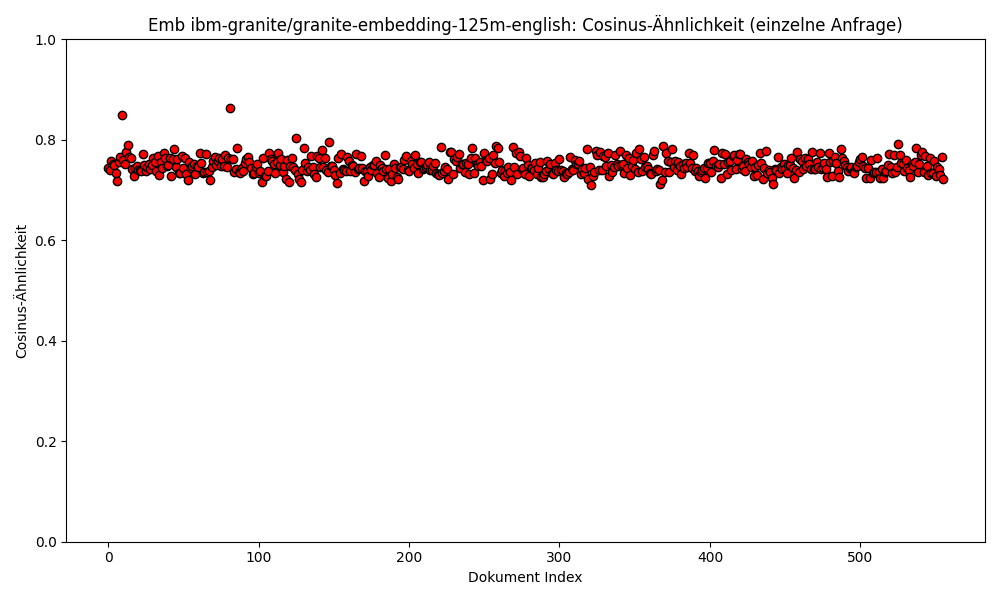 Emb ibm-granite/granite-embedding-125m-english: Cosinus-Ähnlichkeit (einzelne Anfrage)
1.0
0.8
0.6
0.4
0.2
0.0
Cosinus-Ähnlichkeit
0 100 200 300 400 500
Dokument Index